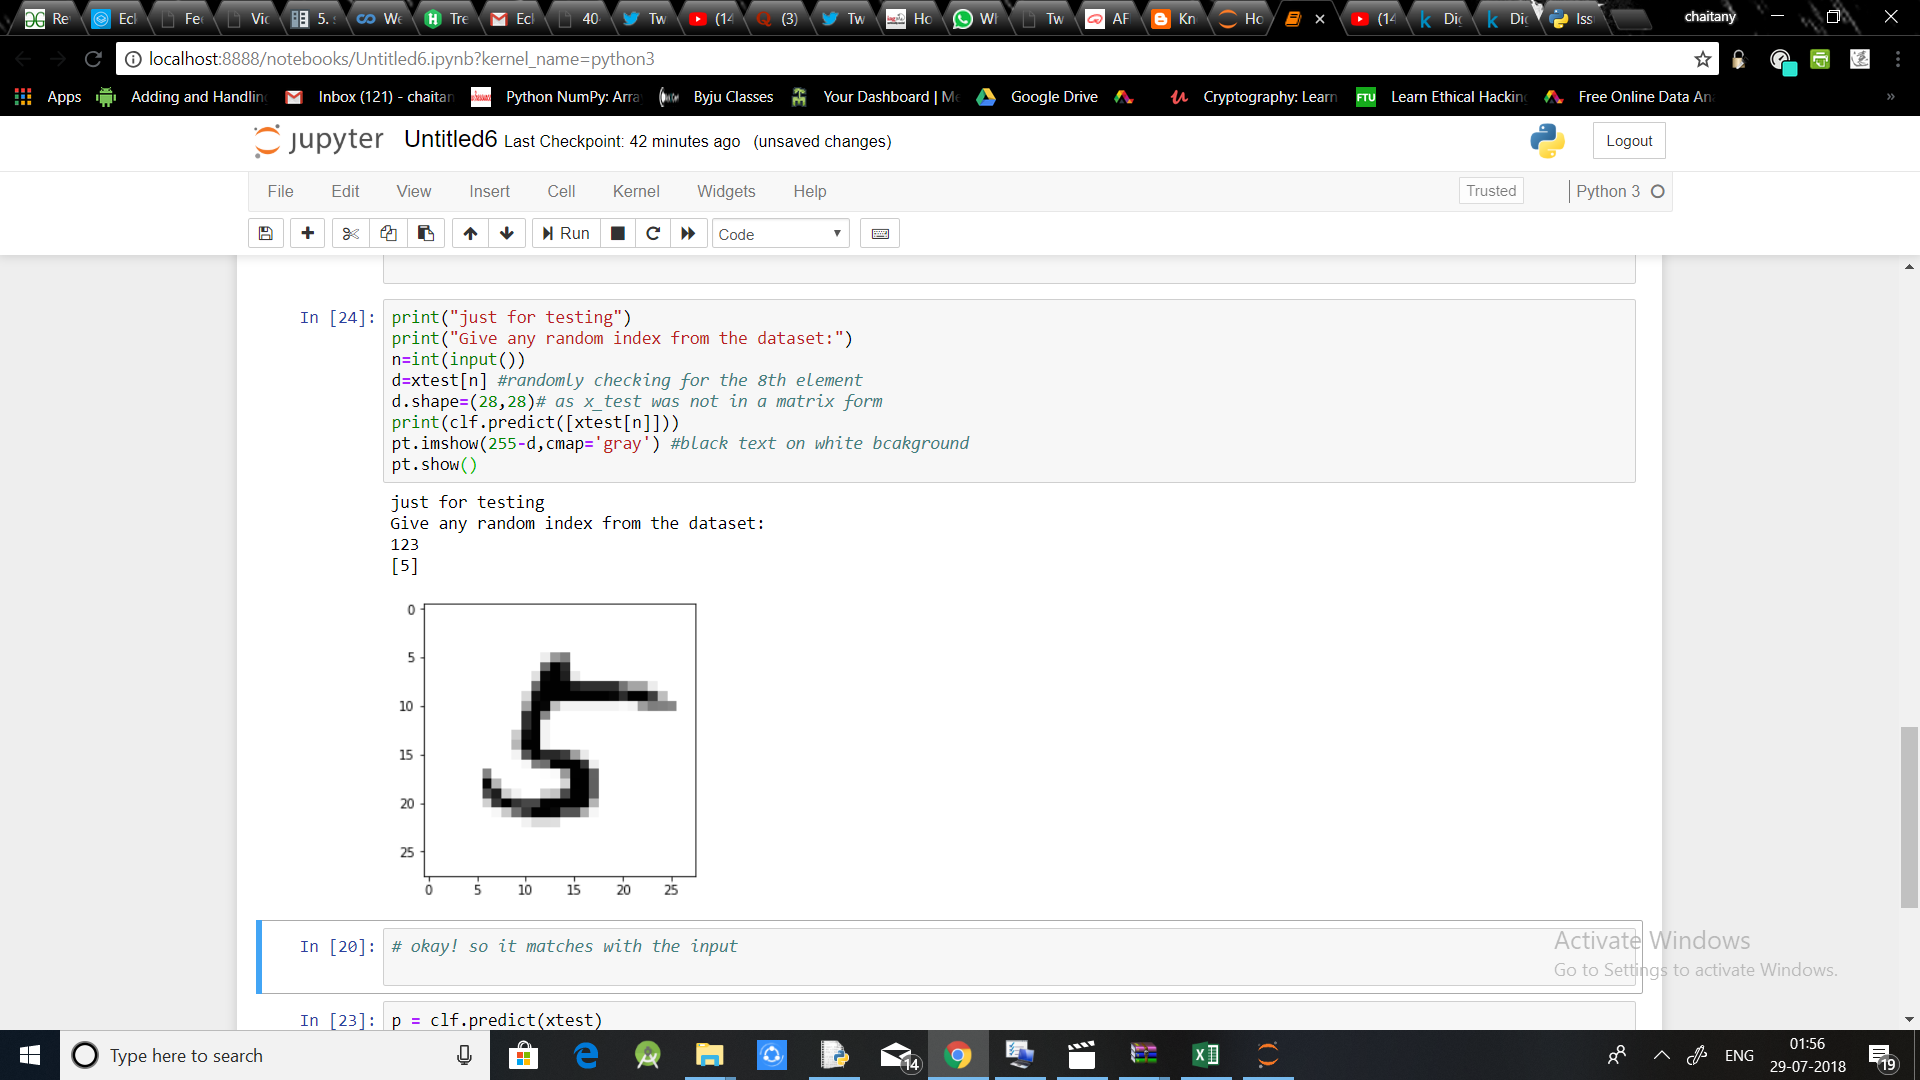 Re
Ecl
Fee
Vic
5. s
We
Tre
Ecl
40
Tw
(14
(3)
Tw
Ho
Wh
Tw
AF
Kn
Ho
(14
Dig
Dig
Iss
chaitany
localhost:8888/notebooks/Untitled6.ipynb?kernel_name=python3
Apps
Adding and Handlin
Inbox (121) - chaitan
Python NumPy: Arra
Byju Classes
Your Dashboard | Me
Google Drive
Cryptography: Learn
FTU
Learn Ethical Hacking
Free Online Data An
»
jupyter Untitled6 Last Checkpoint: 42 minutes ago (unsaved changes)
Logout
File Edit View Insert Cell Kernel Widgets Help
Trusted
Python 3
Run
Code
In [24]:
print("just for testing")
print("Give any random index from the dataset:")
n=int(input())
d=xtest[n] #randomly checking for the 8th element
d.shape=(28,28)# as x_test was not in a matrix form
print(clf.predict([xtest[n]]))
pt.imshow(255-d,cmap='gray') #black text on white bcakground
pt.show()
just for testing
Give any random index from the dataset:
123
[5]
0
5
10
15
20
25
0 5 10 15 20 25
5
In [20]: # okay! so it matches with the input
Activate Windows
Go to Settings to activate Windows.
In [23]: p = clf.predict(xtest)
Type here to search
14
ENG
01:56
29-07-2018
19